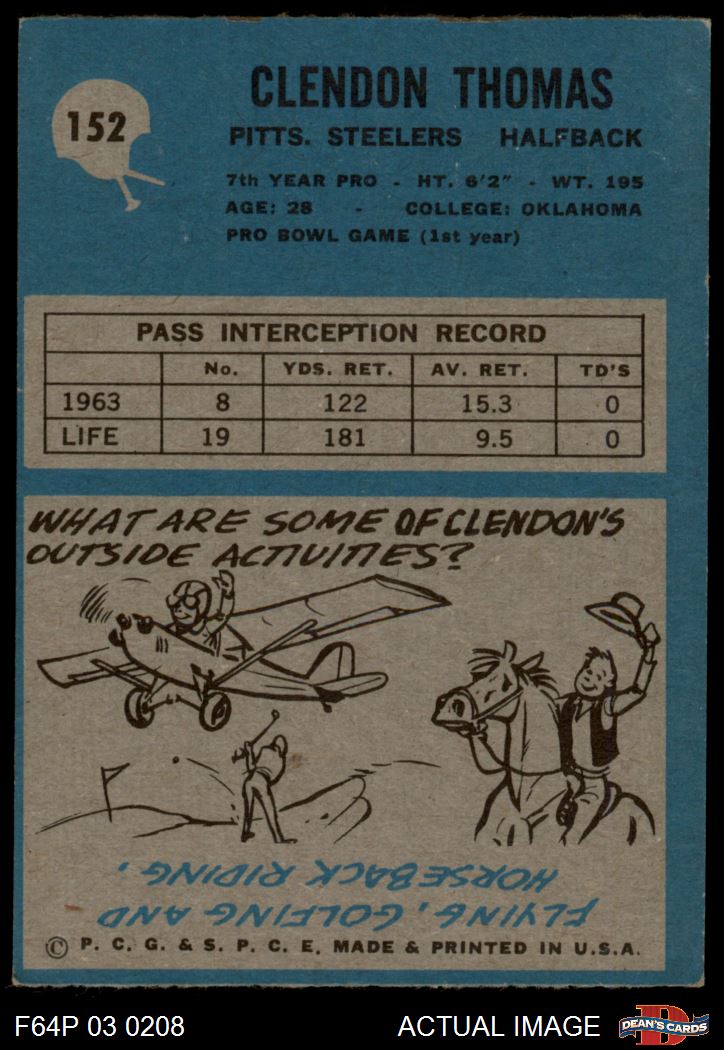 152
CLENDON THOMAS
PITTS. STEELERS HALFBACK
7th YEAR PRO - HT. 6'2" - WT. 195
AGE: 28 - COLLEGE: OKLAHOMA
PRO BOWL GAME (1st year)
PASS INTERCEPTION RECORD
No. YDS. RET. AV. RET. TD'S
1963 8 122 15.3 0
LIFE 19 181 9.5 0
WHAT ARE SOME OF CLENDON'S
OUTSIDE ACTIVITIES?
FLYING, GOLFING AND
HORSEBACK RIDING.
© P. C. G. & S. P. C. E. MADE & PRINTED IN U.S.A.
F64P 03 0208 ACTUAL IMAGE
D
DEAN'S CARDS